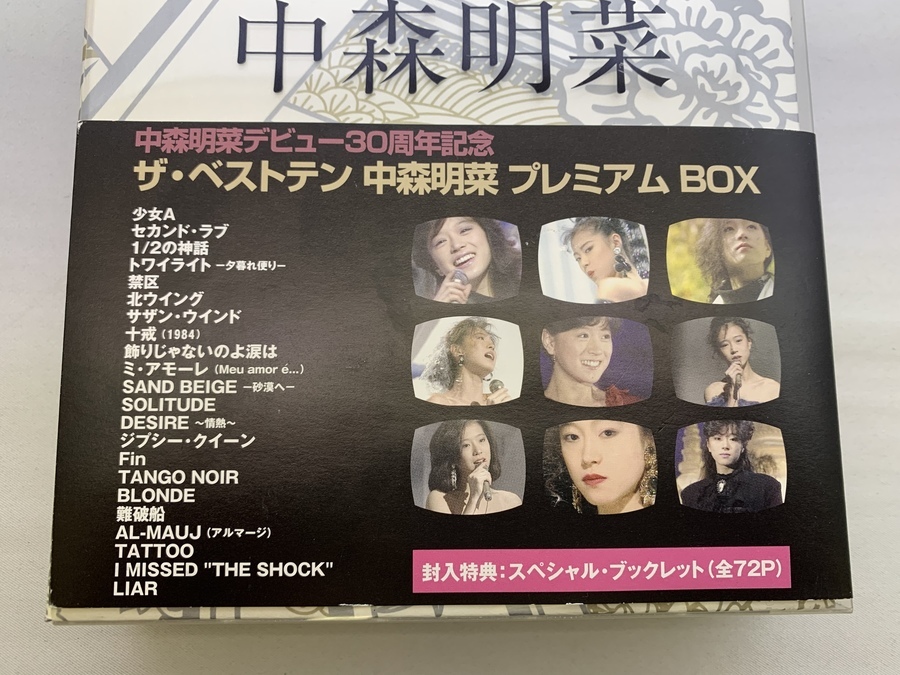 中森明菜
中森明菜デビュー30周年記念
ザ・ベストテン 中森明菜 プレミアム BOX
少女A
セカンド・ラブ
1/2の神話
トワイライト －夕暮れ便り－
禁区
北ウイング
サザン・ウインド
十戒 (1984)
飾りじゃないのよ涙は
ミ・アモーレ (Meu amor é...)
SAND BEIGE －砂漠へ－
SOLITUDE
DESIRE ～情熱～
ジプシー・クイーン
Fin
TANGO NOIR
BLONDE
難破船
AL-MAUJ (アルマージ)
TATTOO
I MISSED "THE SHOCK"
LIAR
封入特典：スペシャル・ブックレット(全72P)